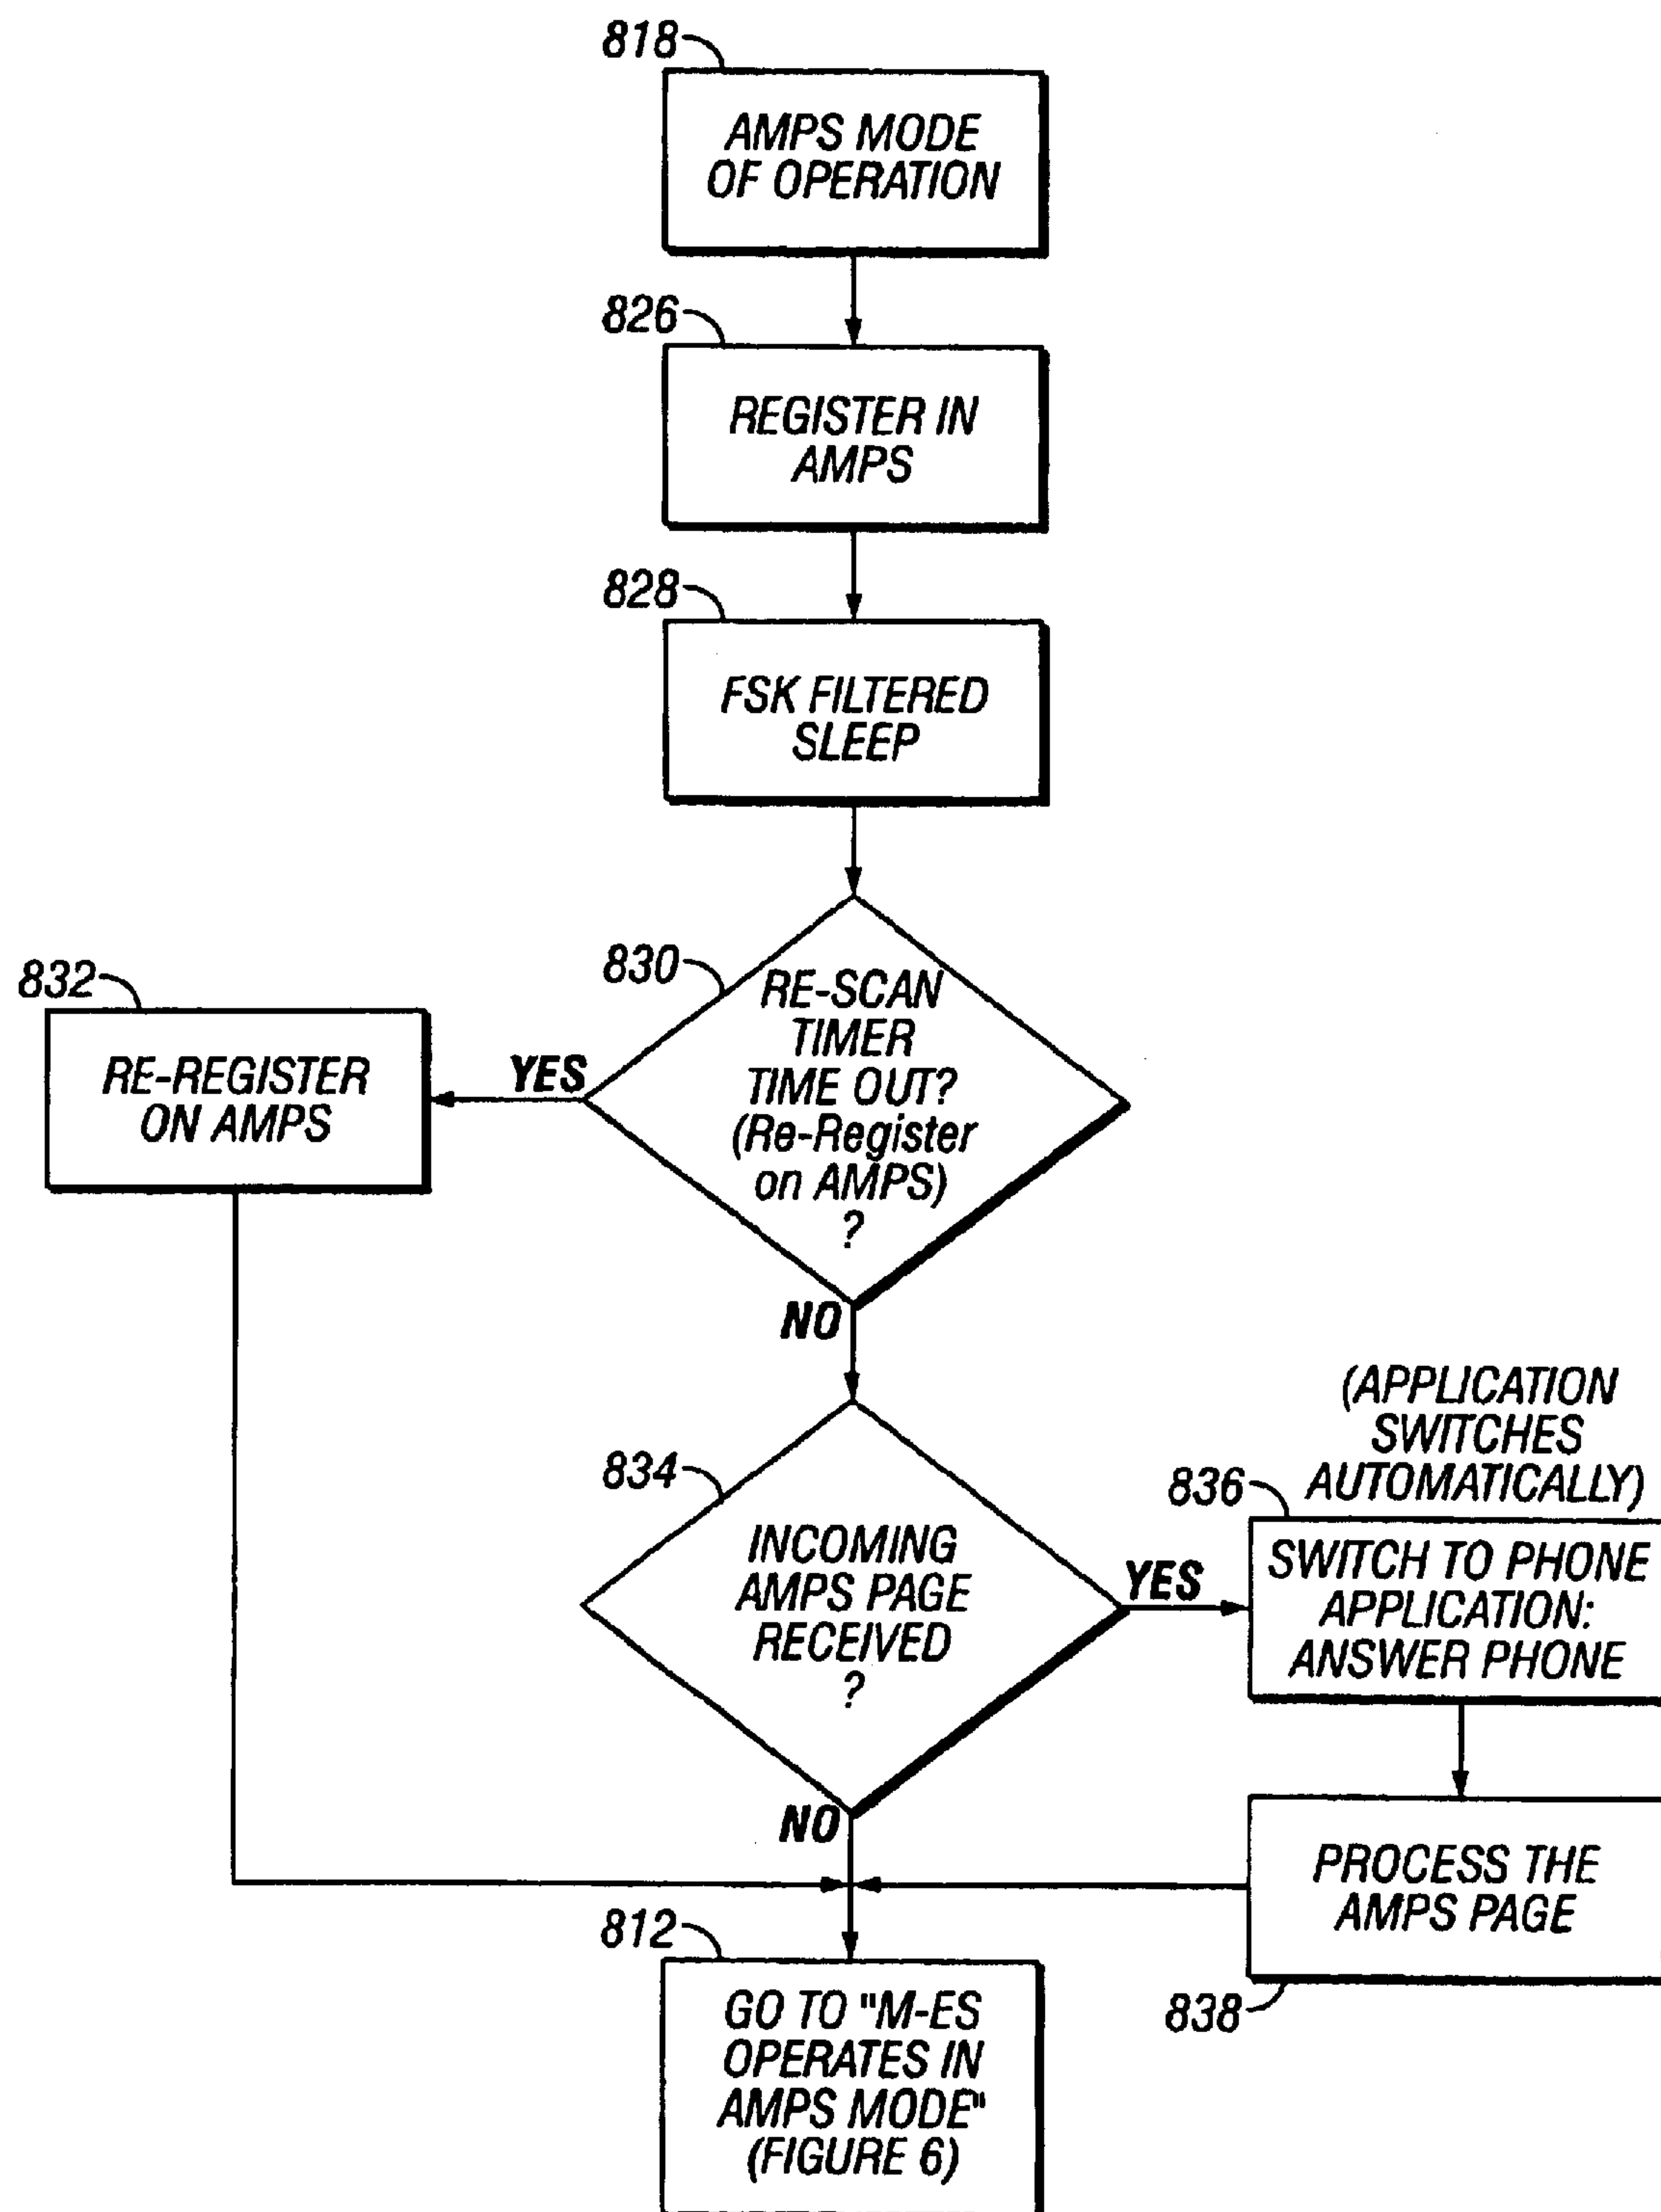 818
AMPS MODE
OF OPERATION
826
REGISTER IN
AMPS
828
FSK FILTERED
SLEEP
830
RE-SCAN
TIMER
TIME OUT?
(Re-Register
on AMPS)
?
YES
832
RE-REGISTER
ON AMPS
NO
834
INCOMING
AMPS PAGE
RECEIVED
?
YES
(APPLICATION
SWITCHES
AUTOMATICALLY)
836
SWITCH TO PHONE
APPLICATION:
ANSWER PHONE
PROCESS THE
AMPS PAGE
838
NO
812
GO TO "M-ES
OPERATES IN
AMPS MODE"
(FIGURE 6)